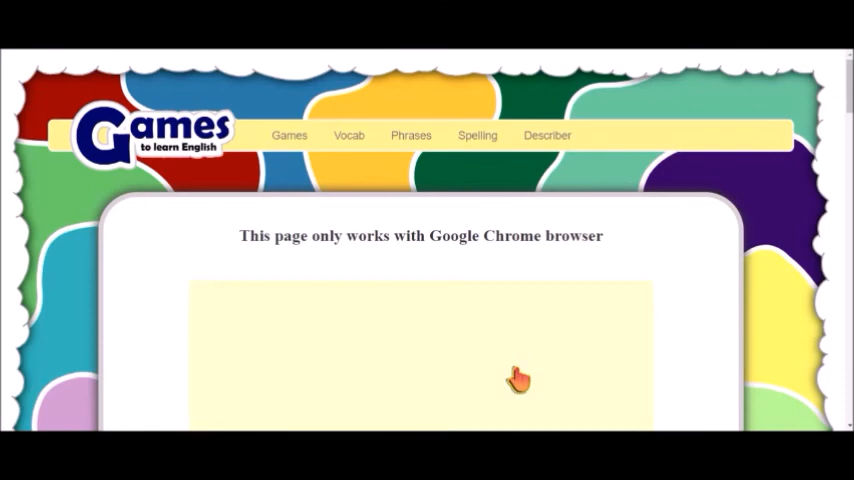 Games
to learn English
Games Vocab Phrases Spelling Describer
This page only works with Google Chrome browser